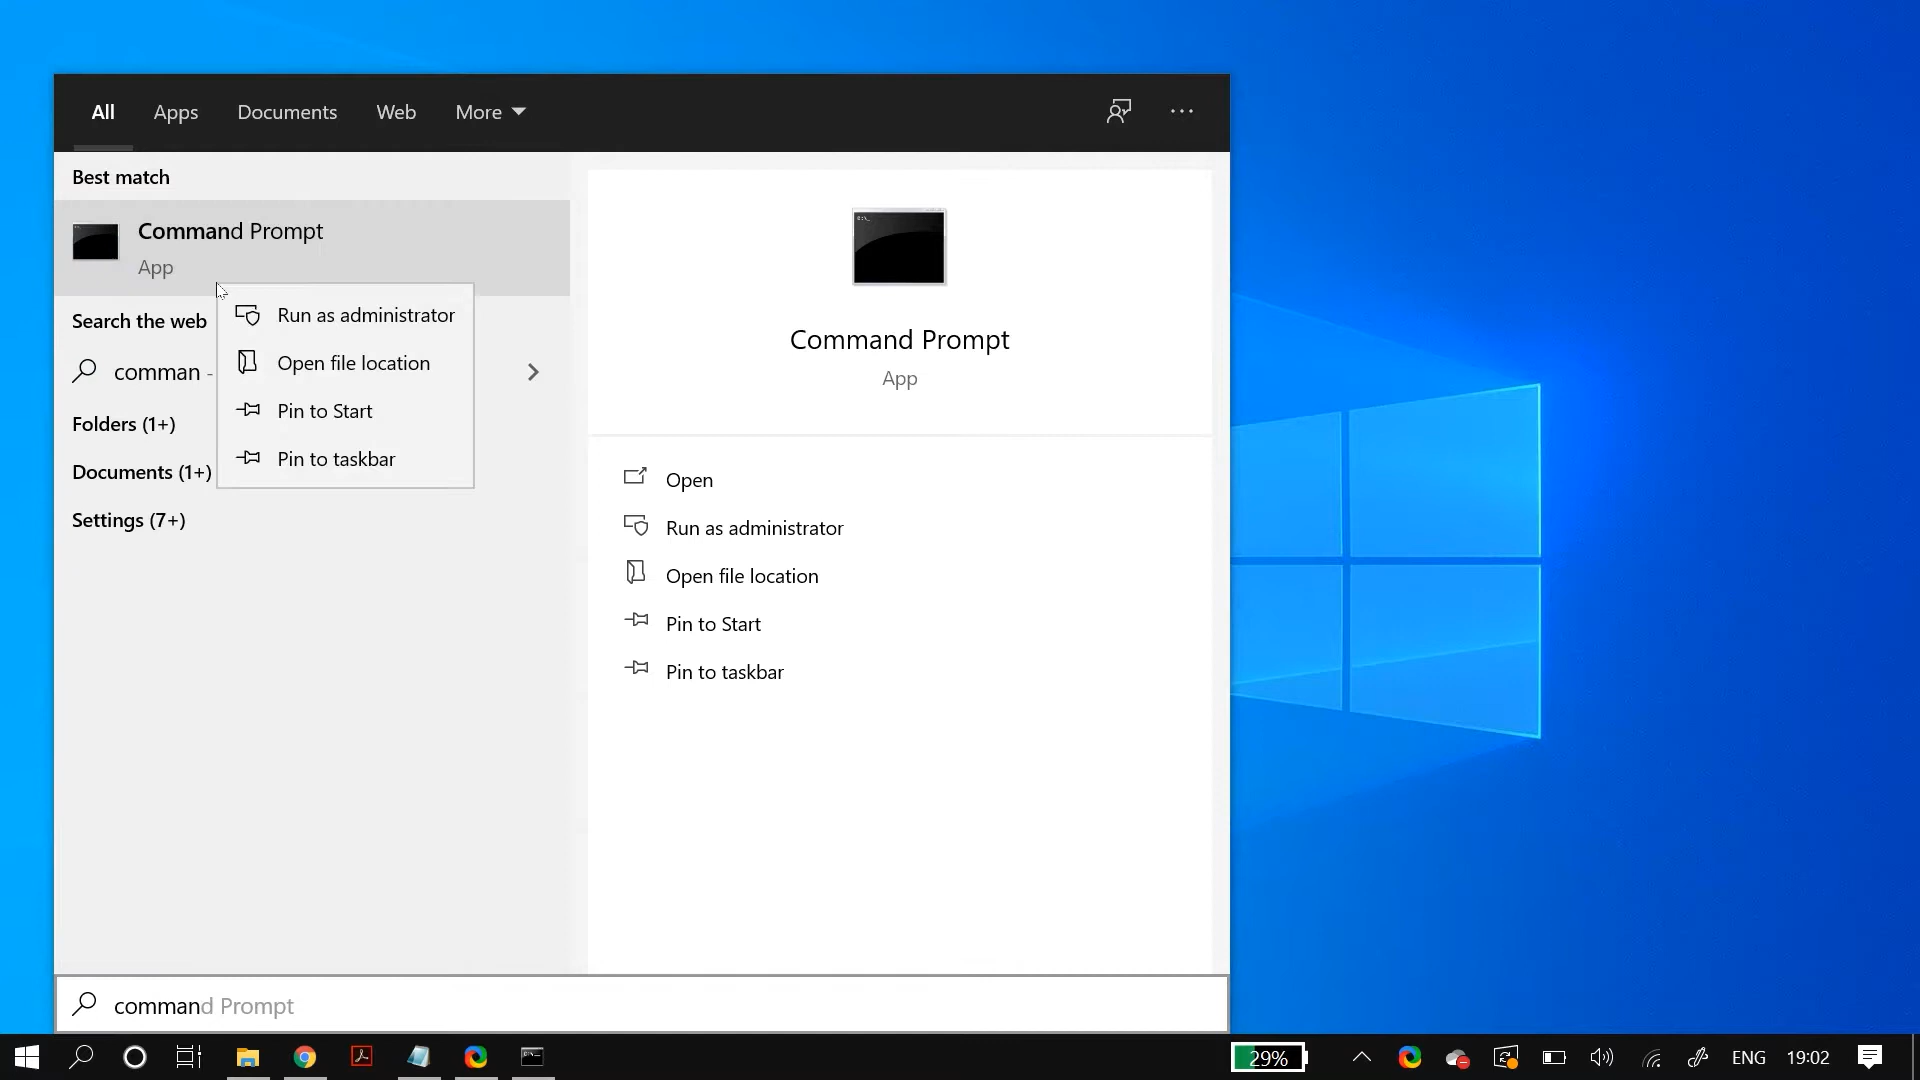 All Apps Documents Web More
Best match
Command Prompt
App
Search the web
comman -
Folders (1+)
Documents (1+)
Settings (7+)
Run as administrator
Open file location
Pin to Start
Pin to taskbar
Command Prompt
App
Open
Run as administrator
Open file location
Pin to Start
Pin to taskbar
command Prompt
29% ENG 19:02